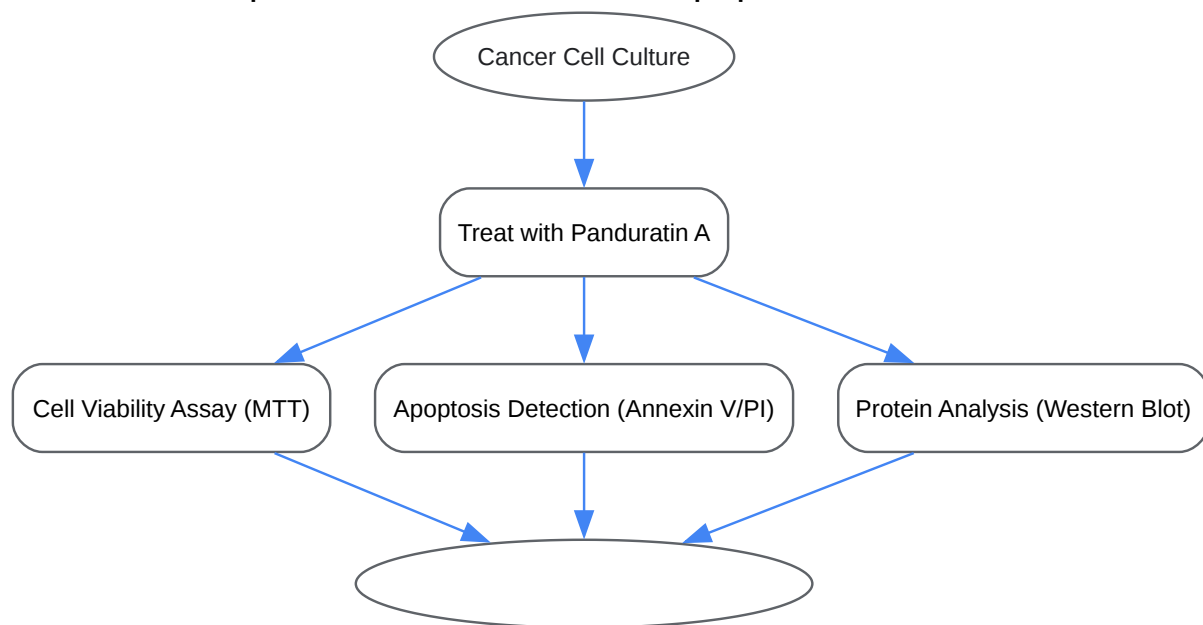 Cancer Cell Culture
Treat with Panduratin A
Cell Viability Assay (MTT)
Apoptosis Detection (Annexin V/PI)
Protein Analysis (Western Blot)